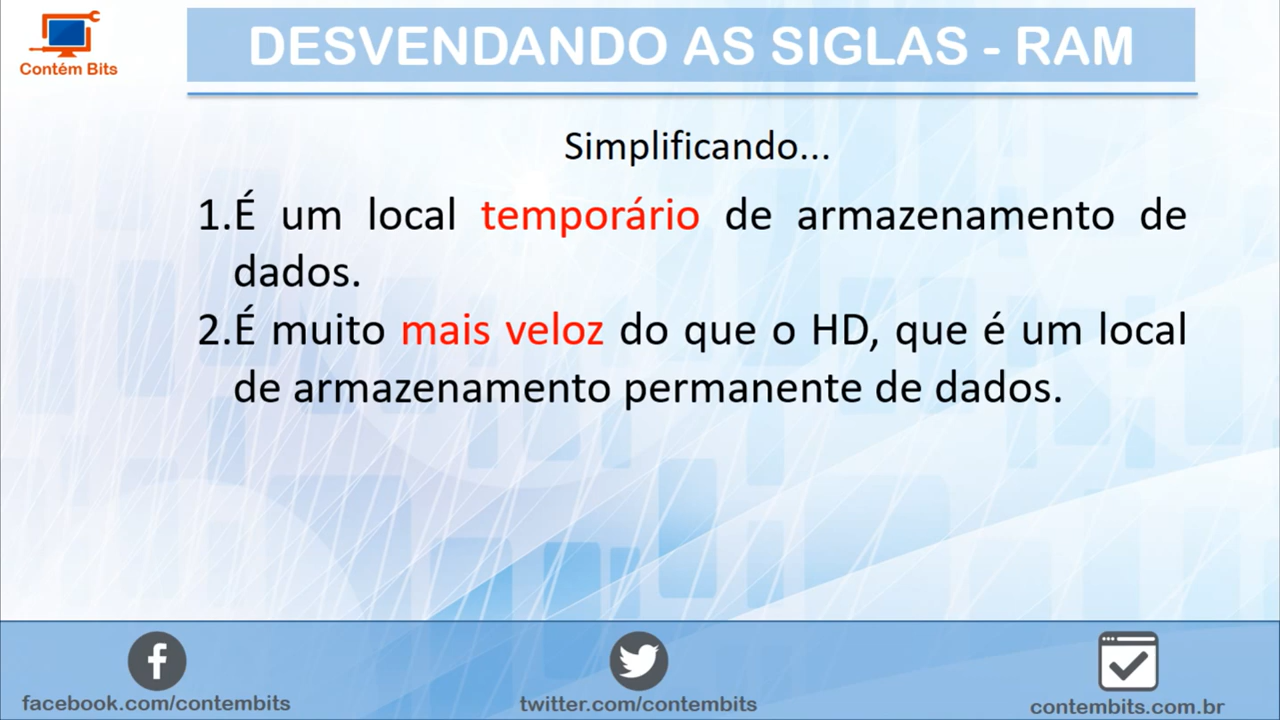 Contém Bits
DESVENDANDO AS SIGLAS - RAM
Simplificando...
1.É um local temporário de armazenamento de
dados.
2.É muito mais veloz do que o HD, que é um local
de armazenamento permanente de dados.
facebook.com/contembits
twitter.com/contembits
contembits.com.br